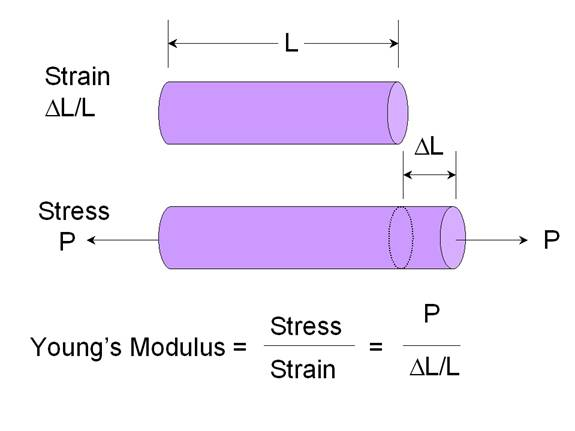 L
Strain
ΔL/L
ΔL
Stress
P P
Young's Modulus = Stress / Strain = P / ΔL/L